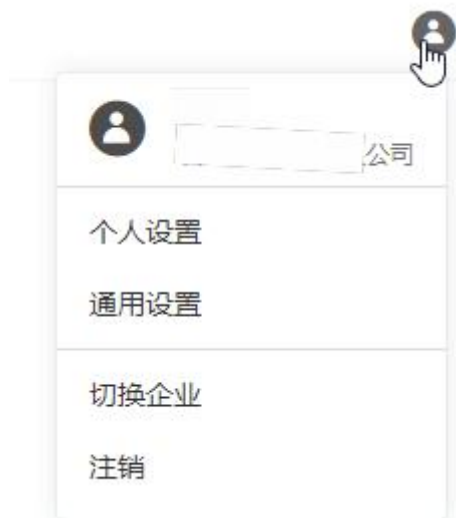 公司
个人设置
通用设置
切换企业
注销